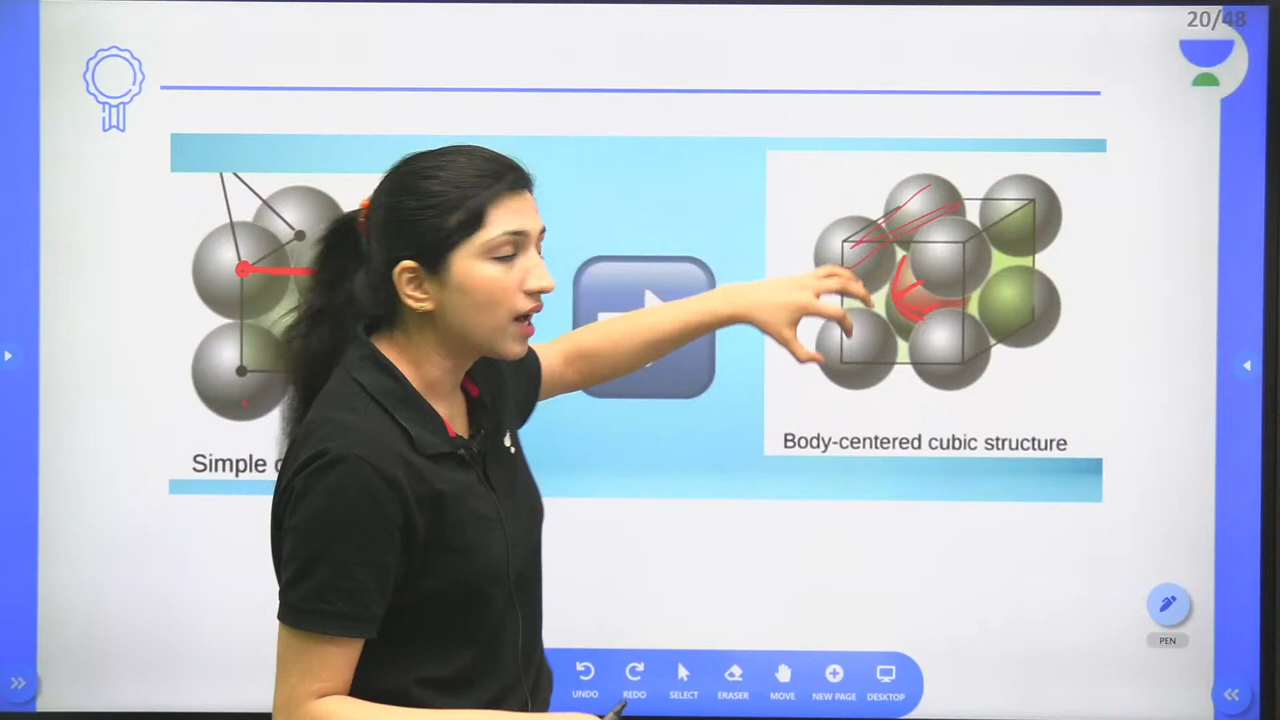 20/48
Simple
Body-centered cubic structure
PEN
UNDO
REDO
SELECT
ERASER
MOVE
NEW PAGE
DESKTOP